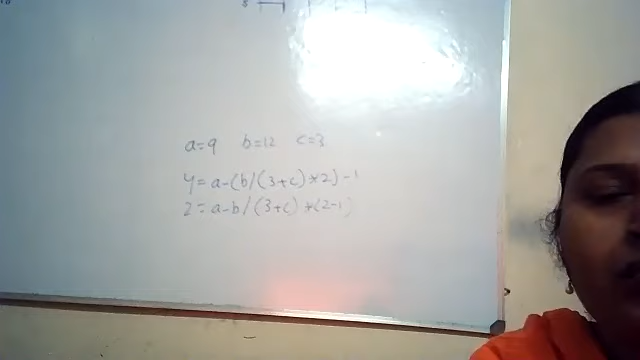 a=9 b=12 c=3
y=a-(b/(3+c)*2)-1
z=a-b/(3+c)*(2-1)